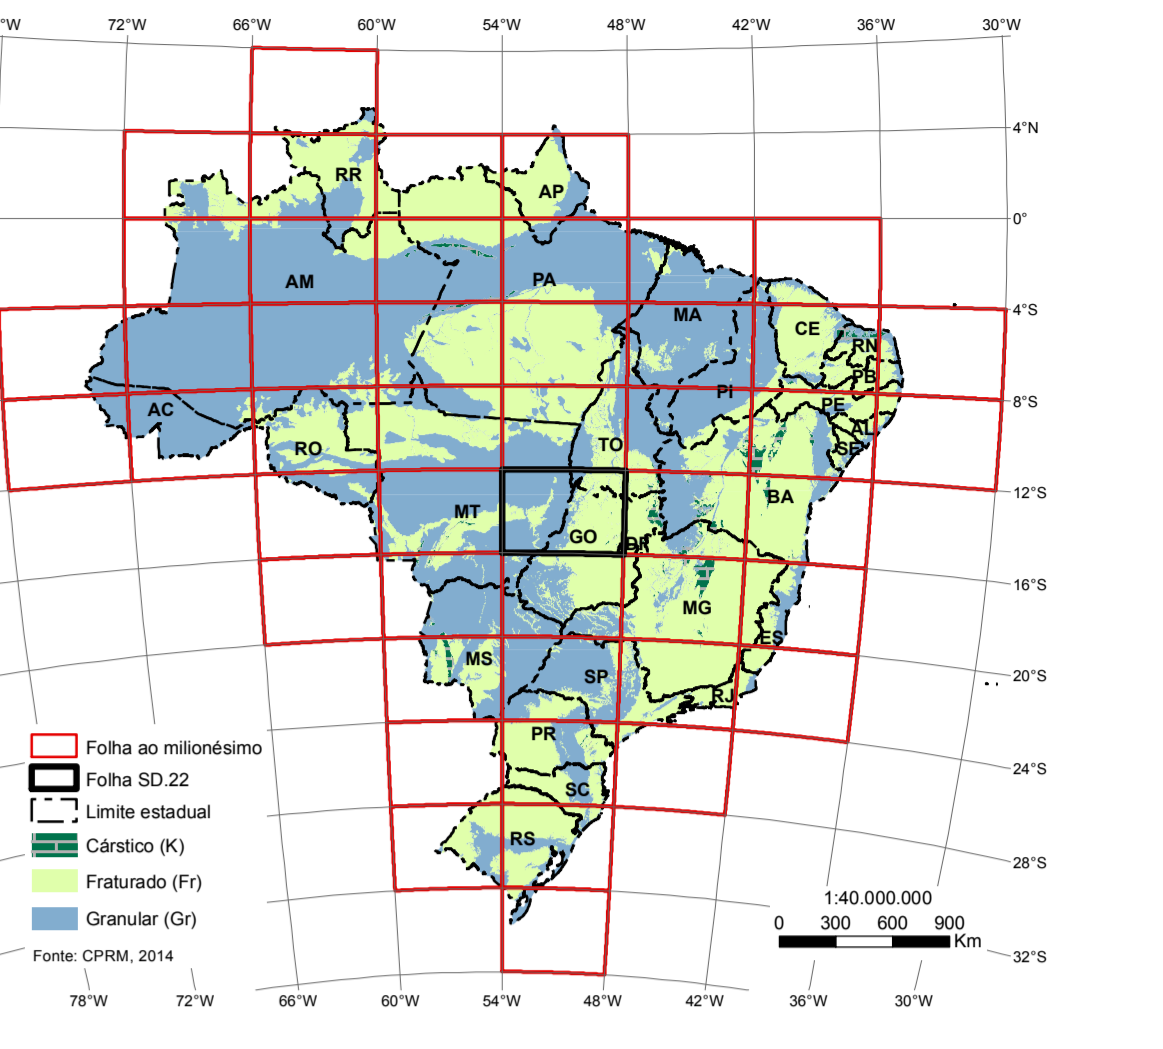 °W 72°W 66°W 60°W 54°W 48°W 42°W 36°W 30°W
4°N
RR
AP
0°
AM
PA
4°S
MA
CE
RN
PB
PI
8°S
AC
PE
AL
SE
TO
RO
12°S
BA
MT
GO
DF
16°S
MG
ES
MS
SP
20°S
RJ
PR
24°S
SC
RS
28°S
32°S
Folha ao milionésimo
Folha SD.22
Limite estadual
Cárstico (K)
Fraturado (Fr)
Granular (Gr)
Fonte: CPRM, 2014
1:40.000.000
0 300 600 900
Km
78°W 72°W 66°W 60°W 54°W 48°W 42°W 36°W 30°W